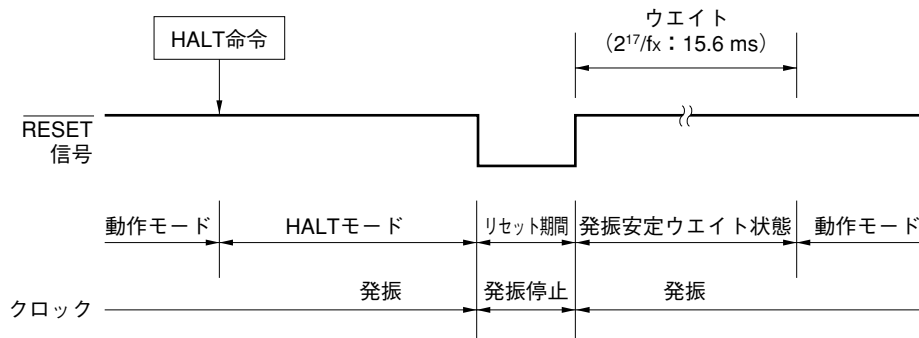 ウエイト
（2¹⁷/fx：15.6 ms）
HALT命令
RESET
信号
動作モード HALTモード リセット期間 発振安定ウエイト状態 動作モード
発振 発振停止 発振
クロック